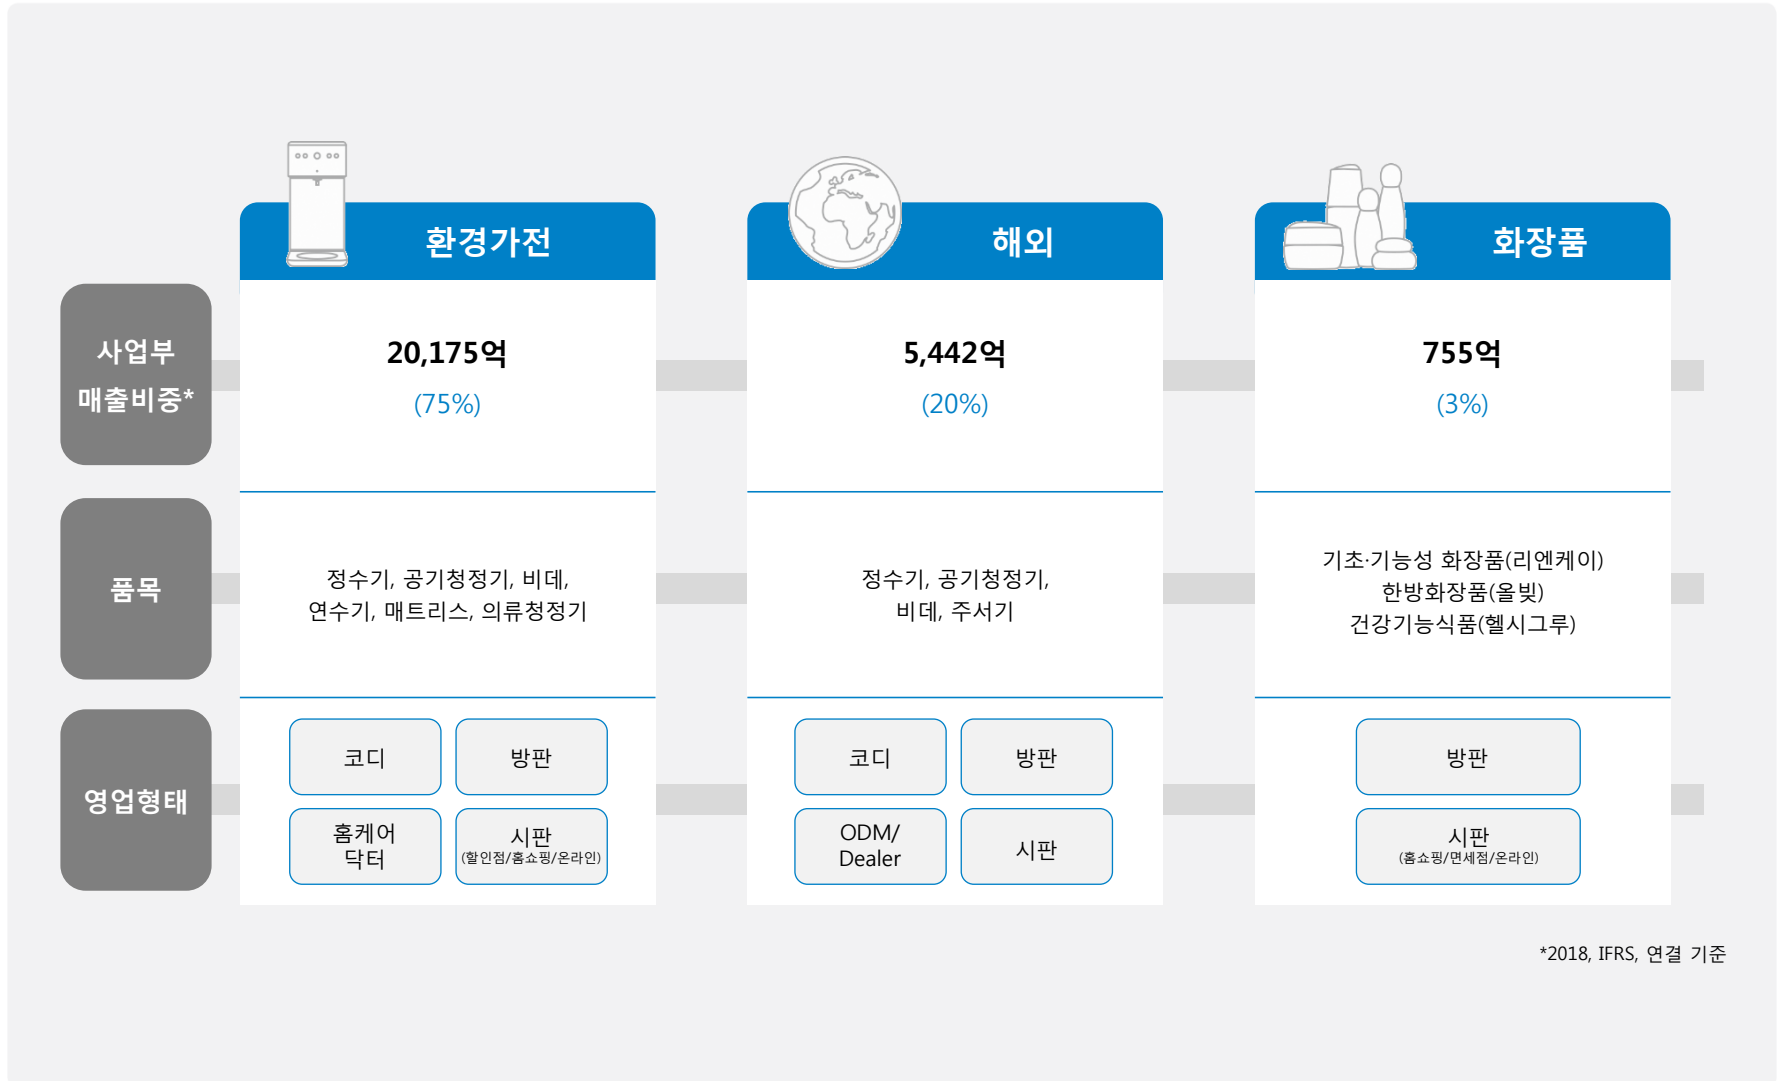 환경가전
해외
화장품
사업부
매출비중*
20,175억
(75%)
5,442억
(20%)
755억
(3%)
품목
정수기, 공기청정기, 비데,
연수기, 매트리스, 의류청정기
정수기, 공기청정기,
비데, 주서기
기초·기능성 화장품(리엔케이)
한방화장품(올빚)
건강기능식품(헬시그루)
영업형태
코디
방판
홈케어
닥터
시판
(할인점/홈쇼핑/온라인)
코디
방판
ODM/
Dealer
시판
방판
시판
(홈쇼핑/면세점/온라인)
*2018, IFRS, 연결 기준